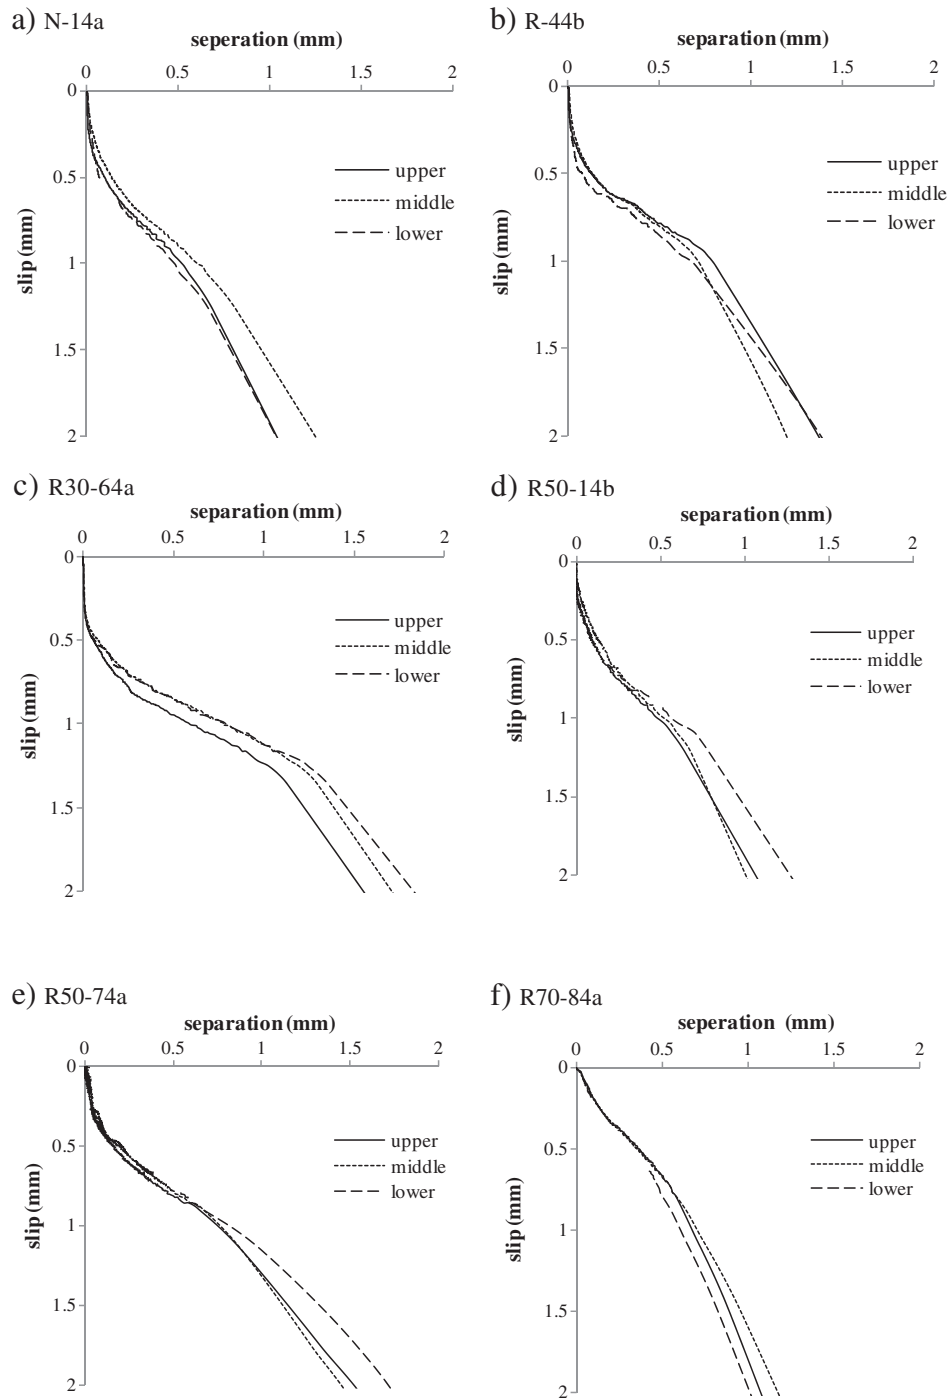 a) N-14a
seperation (mm)
0 0.5 1 1.5 2
0
0.5
1
1.5
2
slip (mm)
upper
middle
lower
b) R-44b
separation (mm)
0 0.5 1 1.5 2
0
0.5
1
1.5
2
slip (mm)
upper
middle
lower
c) R30-64a
separation (mm)
0 0.5 1 1.5 2
0
0.5
1
1.5
2
slip (mm)
upper
middle
lower
d) R50-14b
separation (mm)
0 0.5 1 1.5 2
0
0.5
1
1.5
2
slip (mm)
upper
middle
lower
e) R50-74a
separation (mm)
0 0.5 1 1.5 2
0
0.5
1
1.5
2
slip (mm)
upper
middle
lower
f) R70-84a
seperation (mm)
0 0.5 1 1.5 2
0
0.5
1
1.5
2
slip (mm)
upper
middle
lower